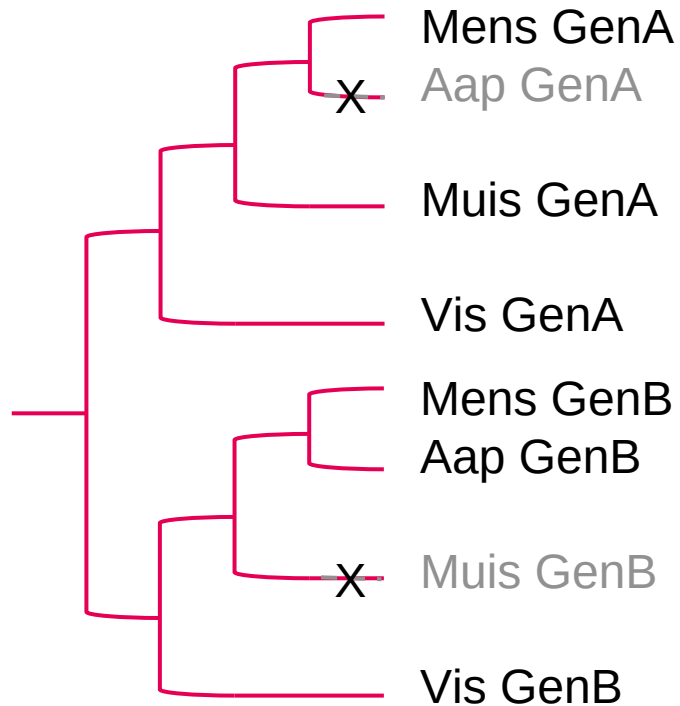 Mens GenA
Aap GenA
X
Muis GenA
Vis GenA
Mens GenB
Aap GenB
Muis GenB
X
Vis GenB